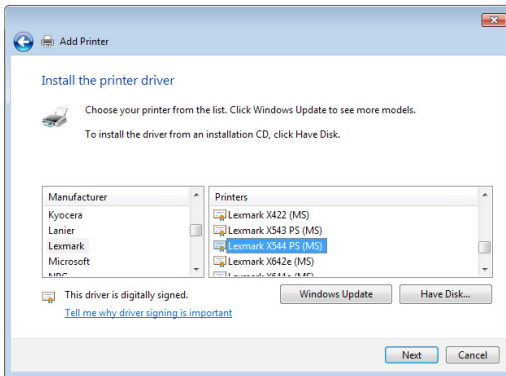 Add Printer
Install the printer driver
Choose your printer from the list. Click Windows Update to see more models.
To install the driver from an installation CD, click Have Disk.
Manufacturer
Kyocera
Lanier
Lexmark
Microsoft
Printers
Lexmark X422 (MS)
Lexmark X543 PS (MS)
Lexmark X544 PS (MS)
Lexmark X642e (MS)
This driver is digitally signed.
Tell me why driver signing is important
Windows Update
Have Disk...
Next
Cancel